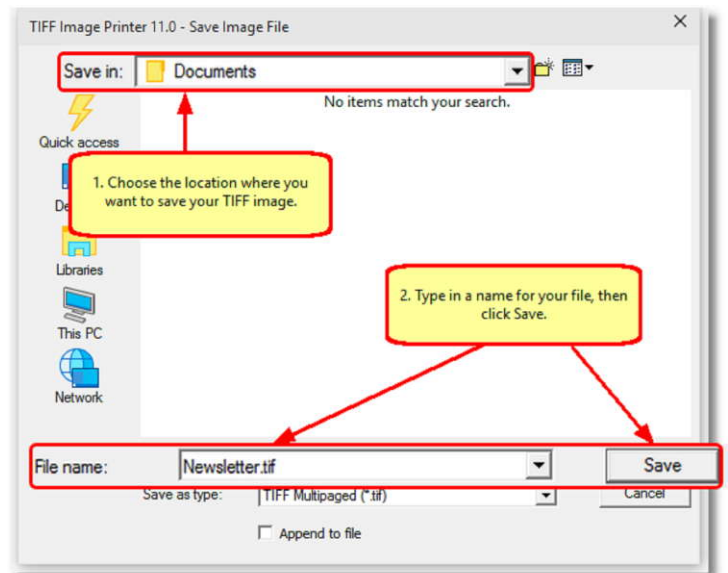 TIFF Image Printer 11.0 - Save Image File
Save in:
Documents
No items match your search.
Quick access
1. Choose the location where you
want to save your TIFF image.
Libraries
This PC
2. Type in a name for your file, then
click Save.
Network
File name:
Newsletter.tif
Save
Save as type:
TIFF Multipaged (*.tif)
Cancel
Append to file